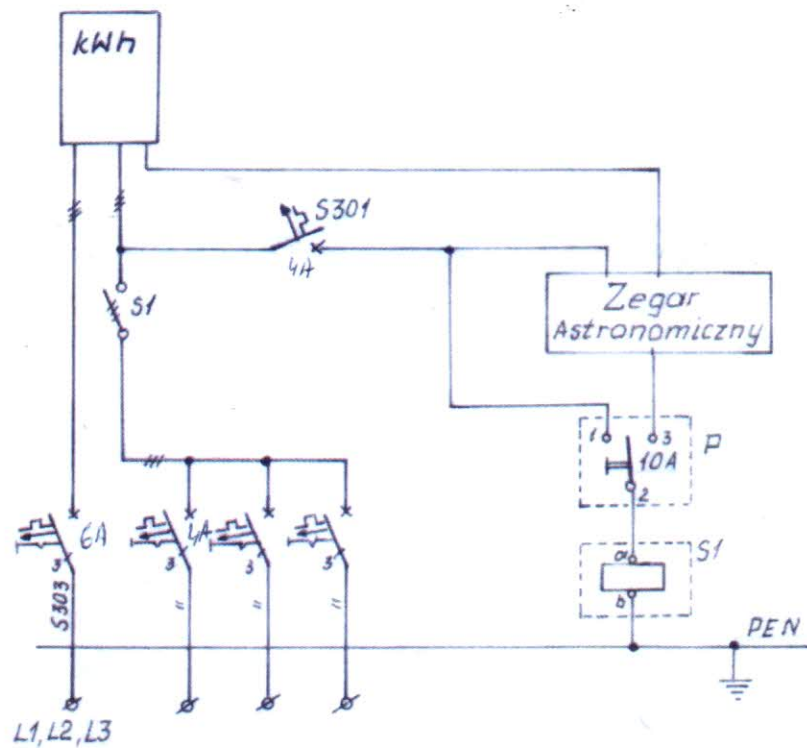 kWh
S301
4A
S1
Zegar
Astronomiczny
1
3
P
10A
2
6A
4A
3
3
3
3
S303
a
S1
b
PEN
L1, L2, L3